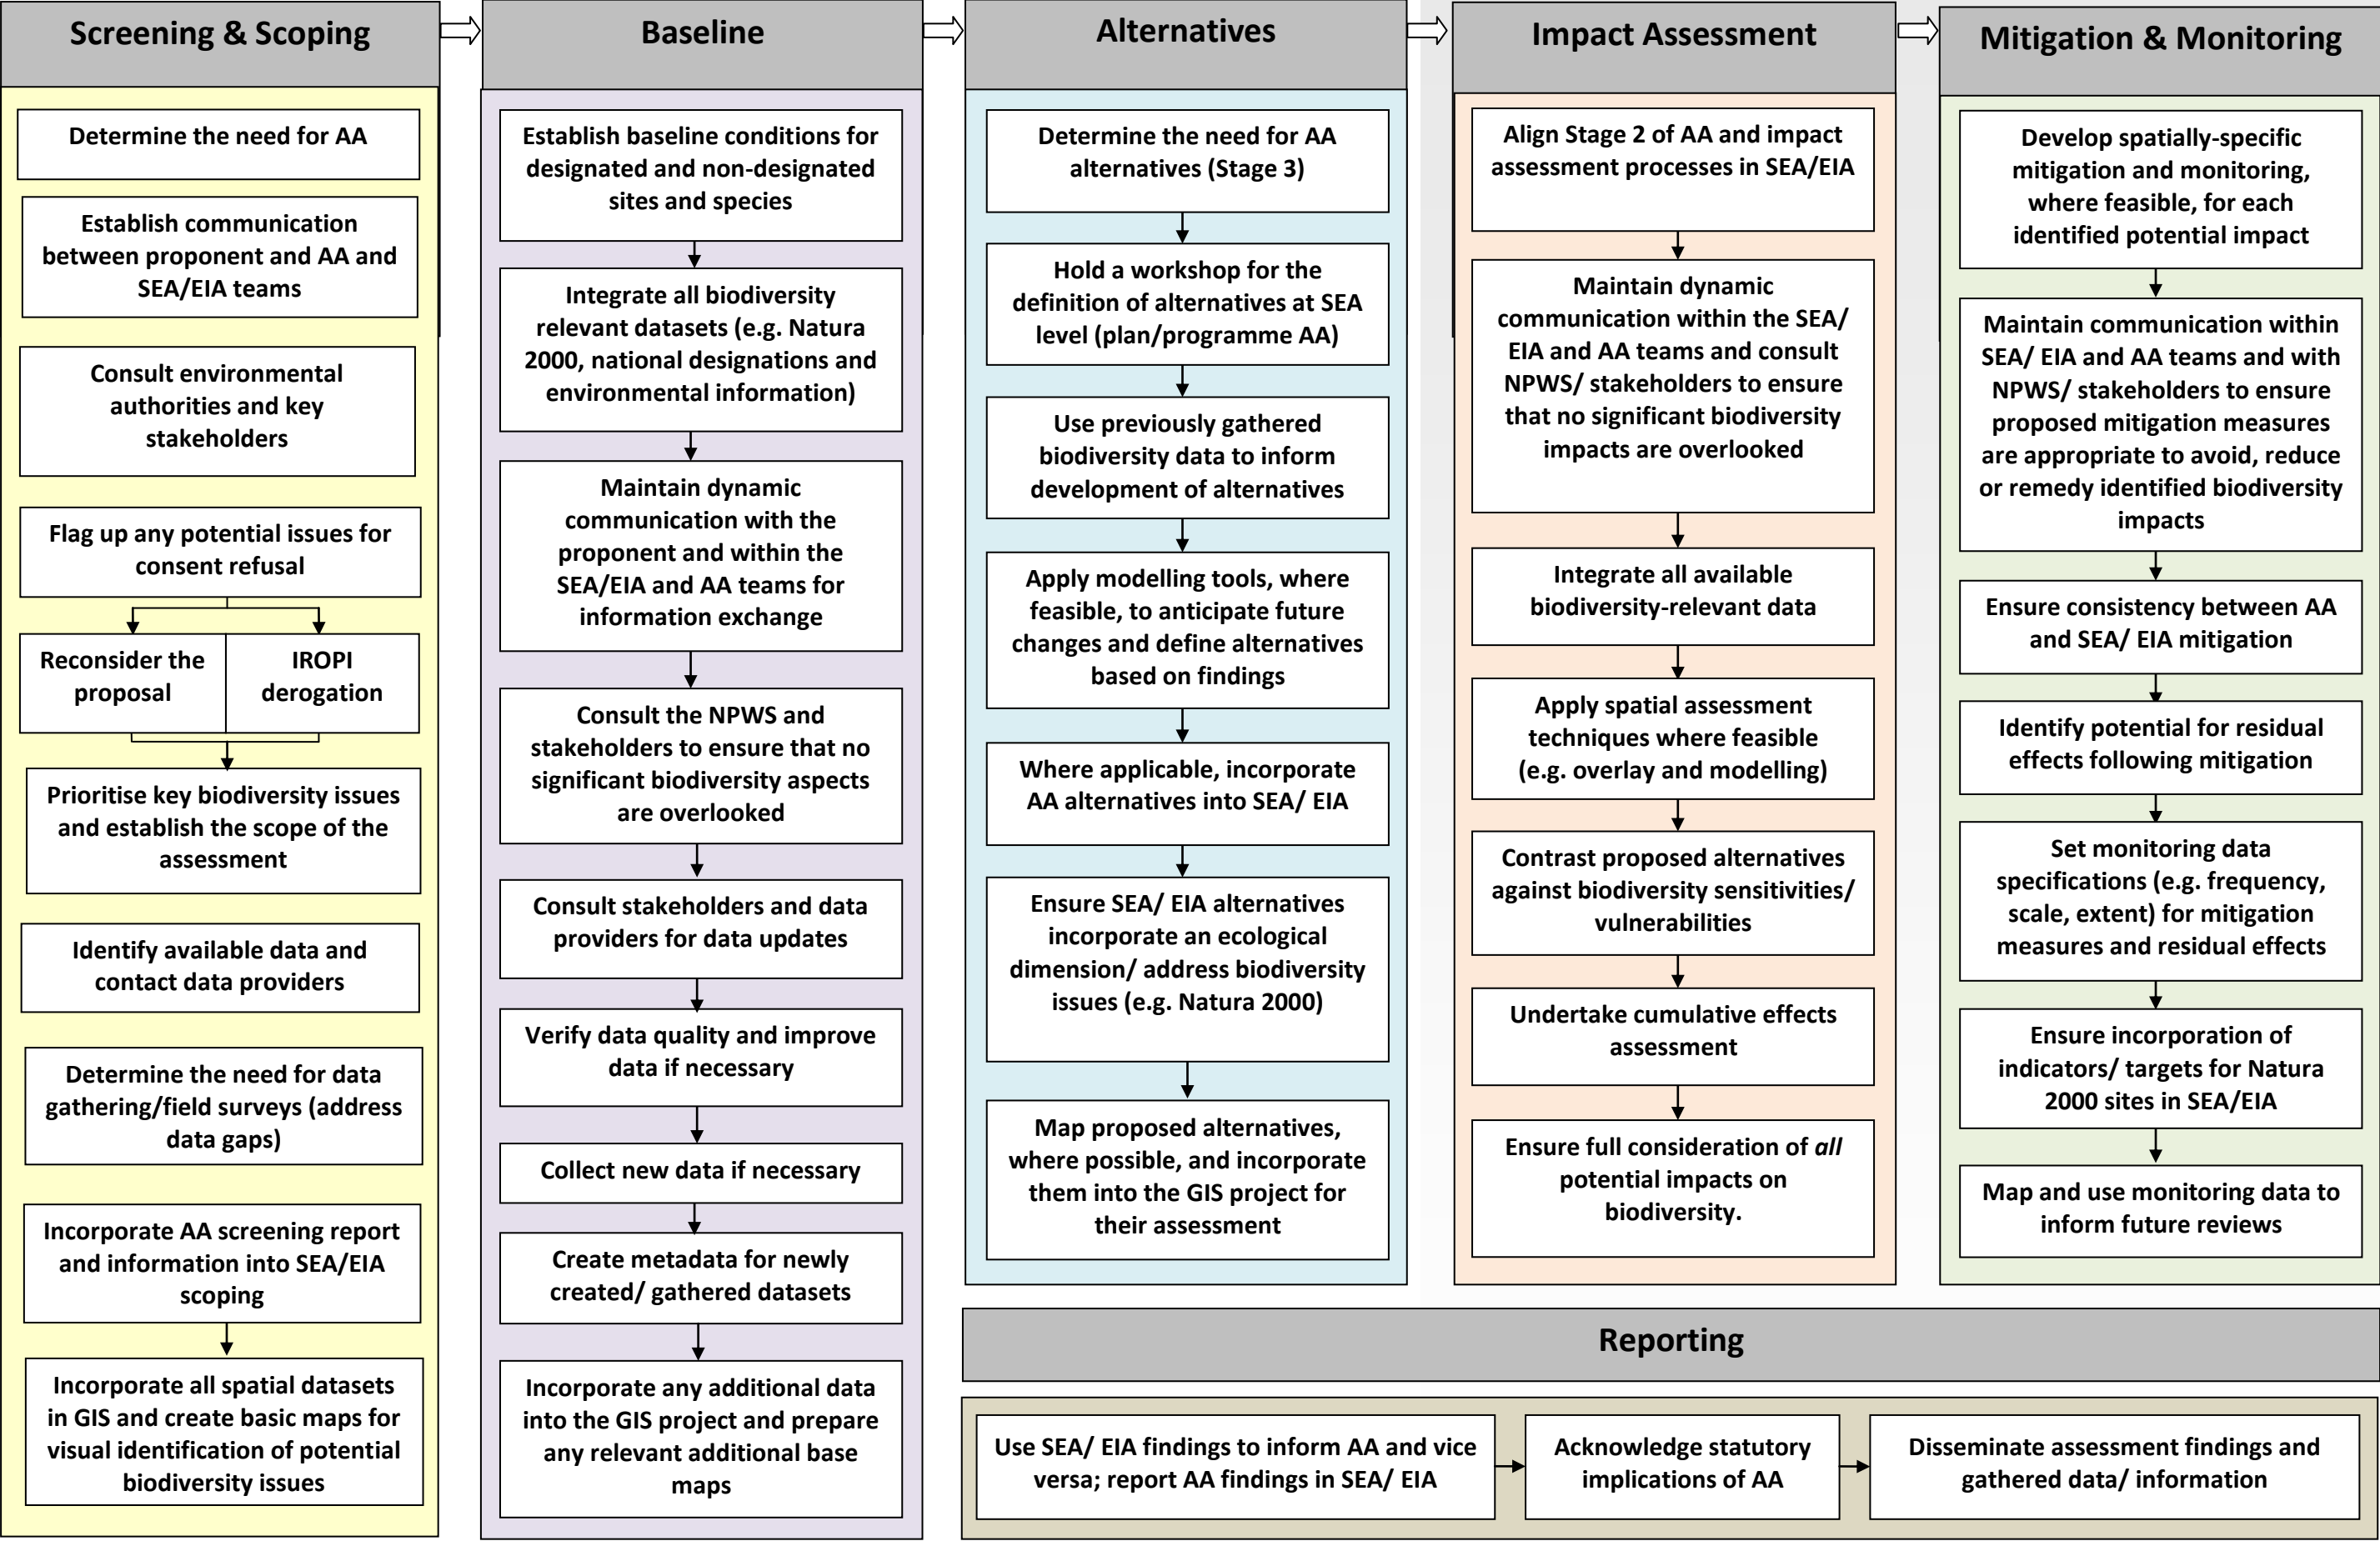 Screening & Scoping
Determine the need for AA
Establish communication
between proponent and AA and
SEA/EIA teams
Consult environmental
authorities and key
stakeholders
Flag up any potential issues for
consent refusal
Reconsider the
proposal
IROPI
derogation
Prioritise key biodiversity issues
and establish the scope of the
assessment
Identify available data and
contact data providers
Determine the need for data
gathering/field surveys (address
data gaps)
Incorporate AA screening report
and information into SEA/EIA
scoping
Incorporate all spatial datasets
in GIS and create basic maps for
visual identification of potential
biodiversity issues
Baseline
Establish baseline conditions for
designated and non-designated
sites and species
Integrate all biodiversity
relevant datasets (e.g. Natura
2000, national designations and
environmental information)
Maintain dynamic
communication with the
proponent and within the
SEA/EIA and AA teams for
information exchange
Consult the NPWS and
stakeholders to ensure that no
significant biodiversity aspects
are overlooked
Consult stakeholders and data
providers for data updates
Verify data quality and improve
data if necessary
Collect new data if necessary
Create metadata for newly
created/ gathered datasets
Incorporate any additional data
into the GIS project and prepare
any relevant additional base
maps
Alternatives
Determine the need for AA
alternatives (Stage 3)
Hold a workshop for the
definition of alternatives at SEA
level (plan/programme AA)
Use previously gathered
biodiversity data to inform
development of alternatives
Apply modelling tools, where
feasible, to anticipate future
changes and define alternatives
based on findings
Where applicable, incorporate
AA alternatives into SEA/ EIA
Ensure SEA/ EIA alternatives
incorporate an ecological
dimension/ address biodiversity
issues (e.g. Natura 2000)
Map proposed alternatives,
where possible, and incorporate
them into the GIS project for
their assessment
Impact Assessment
Align Stage 2 of AA and impact
assessment processes in SEA/EIA
Maintain dynamic
communication within the SEA/
EIA and AA teams and consult
NPWS/ stakeholders to ensure
that no significant biodiversity
impacts are overlooked
Integrate all available
biodiversity-relevant data
Apply spatial assessment
techniques where feasible
(e.g. overlay and modelling)
Contrast proposed alternatives
against biodiversity sensitivities/
vulnerabilities
Undertake cumulative effects
assessment
Ensure full consideration of all
potential impacts on
biodiversity.
Mitigation & Monitoring
Develop spatially-specific
mitigation and monitoring,
where feasible, for each
identified potential impact
Maintain communication within
SEA/ EIA and AA teams and with
NPWS/ stakeholders to ensure
proposed mitigation measures
are appropriate to avoid, reduce
or remedy identified biodiversity
impacts
Ensure consistency between AA
and SEA/ EIA mitigation
Identify potential for residual
effects following mitigation
Set monitoring data
specifications (e.g. frequency,
scale, extent) for mitigation
measures and residual effects
Ensure incorporation of
indicators/ targets for Natura
2000 sites in SEA/EIA
Map and use monitoring data to
inform future reviews
Reporting
Use SEA/ EIA findings to inform AA and vice
versa; report AA findings in SEA/ EIA
Acknowledge statutory
implications of AA
Disseminate assessment findings and
gathered data/ information